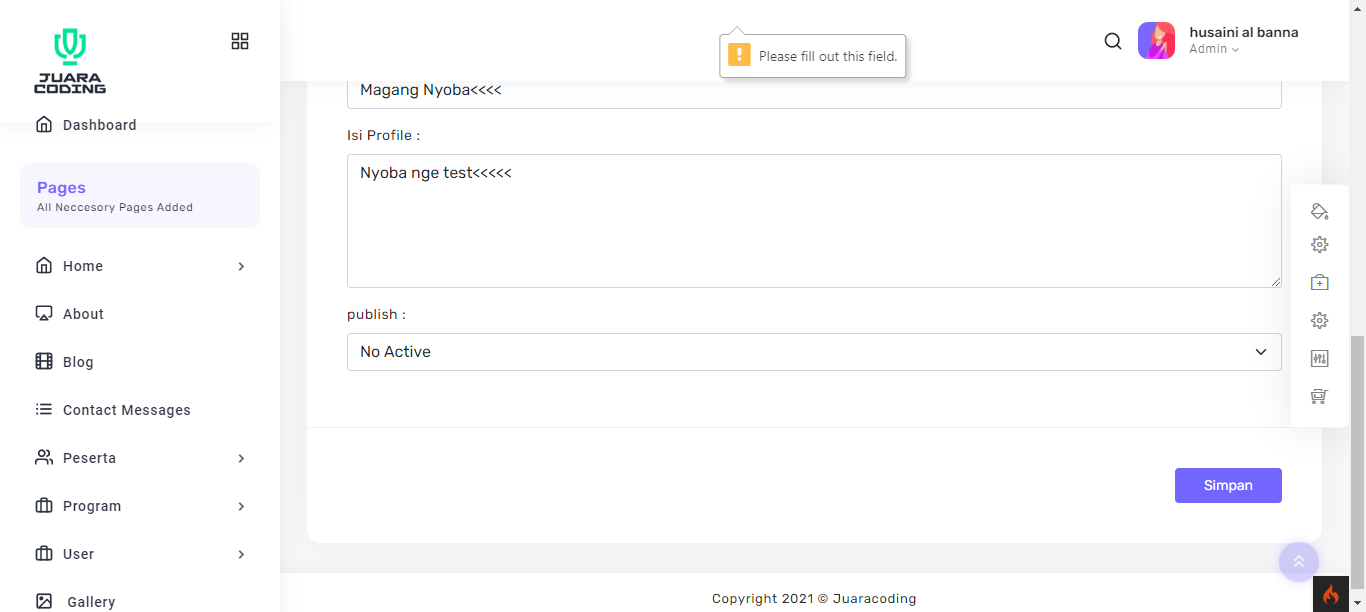 JUARA
CODING
Dashboard
Pages
All Neccesory Pages Added
Home
About
Blog
Contact Messages
Peserta
Program
User
Gallery
Please fill out this field.
husaini al banna
Admin
Magang Nyoba<<<<
Isi Profile :
Nyoba nge test<<<<<
publish :
No Active
Simpan
Copyright 2021 © Juaracoding